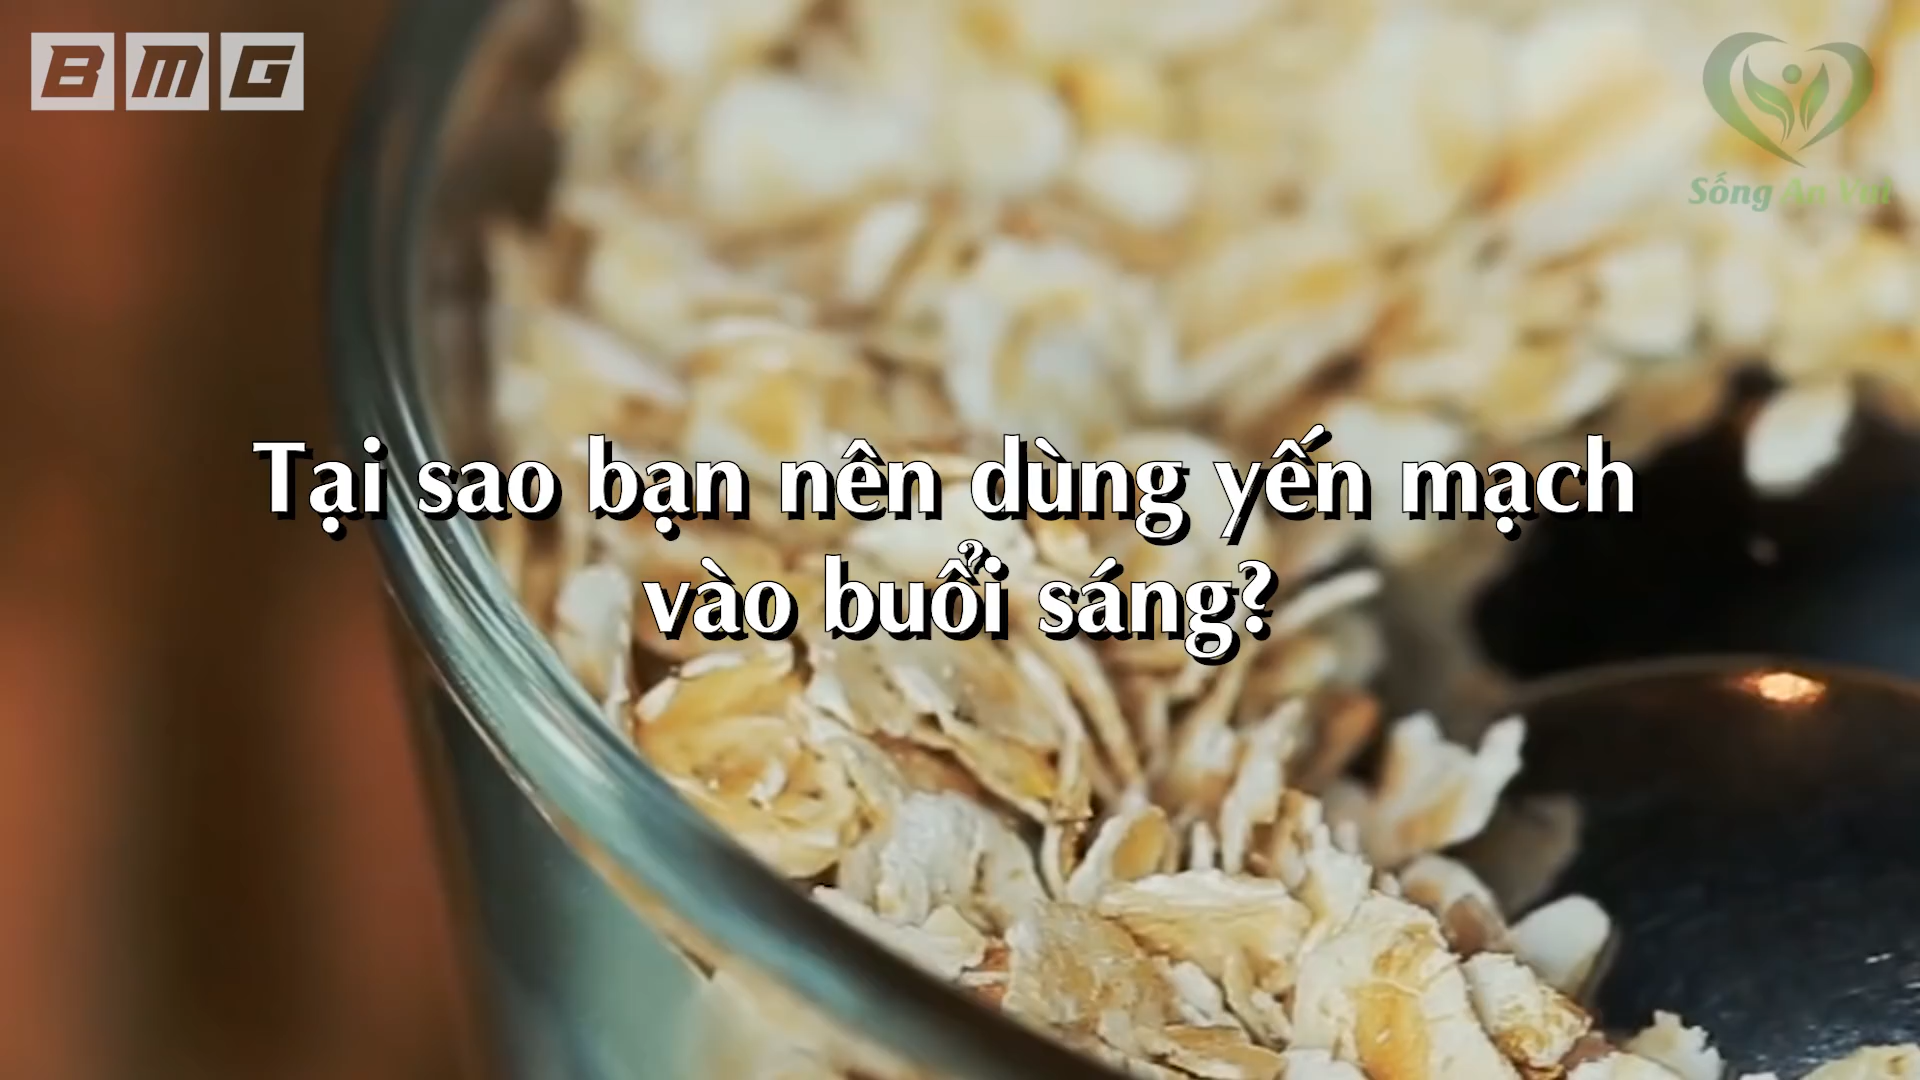 BMG
Sống An Vui
Tại sao bạn nên dùng yến mạch
vào buổi sáng?